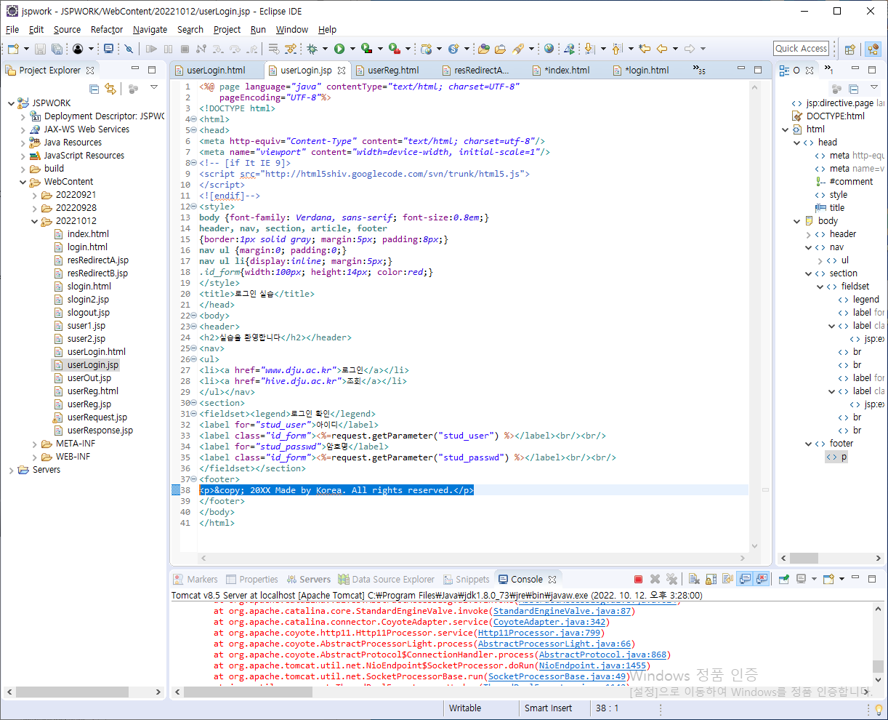 jspwork - JSPWORK/WebContent/20221012/userLogin.jsp - Eclipse IDE
File Edit Source Refactor Navigate Search Project Run Window Help
Quick Access
Project Explorer
JSPWORK
Deployment Descriptor: JSPWO
JAX-WS Web Services
Java Resources
JavaScript Resources
build
WebContent
20220921
20220928
20221012
index.html
login.html
resRedirectA.jsp
resRedirectB.jsp
slogin.html
slogin2.jsp
slogout.jsp
suser1.jsp
suser2.jsp
userLogin.html
userLogin.jsp
userOut.jsp
userReg.html
userReg.jsp
userRequest.jsp
userResponse.jsp
META-INF
WEB-INF
Servers
userLogin.html userLogin.jsp userReg.html resRedirectA... *index.html *login.html »35
1 <%@ page language="java" contentType="text/html; charset=UTF-8"
2 pageEncoding="UTF-8"%>
3 <!DOCTYPE html>
4 <html>
5 <head>
6 <meta http-equiv="Content-Type" content="text/html; charset=utf-8"/>
7 <meta name="viewport" content="width=device-width, initial-scale=1"/>
8 <!-- [if It IE 9]>
9 <script src="http://html5shiv.googlecode.com/svn/trunk/html5.js">
10 </script>
11 <![endif]-->
12 <style>
13 body {font-family: Verdana, sans-serif; font-size:0.8em;}
14 header, nav, section, article, footer
15 {border:1px solid gray; margin:5px; padding:8px;}
16 nav ul {margin:0; padding:0;}
17 nav ul li{display:inline; margin:5px;}
18 .id_form{width:100px; height:14px; color:red;}
19 </style>
20 <title>로그인 실습</title>
21 </head>
22 <body>
23 <header>
24 <h2>실습을 환영합니다</h2></header>
25 <nav>
26 <ul>
27 <li><a href="www.dju.ac.kr">로그인</a></li>
28 <li><a href="hive.dju.ac.kr">조회</a></li>
29 </ul></nav>
30 <section>
31 <fieldset><legend>로그인 확인</legend>
32 <label for="stud_user">아이디</label>
33 <label class="id_form"><%=request.getParameter("stud_user") %></label><br/><br/>
34 <label for="stud_passwd">암호명</label>
35 <label class="id_form"><%=request.getParameter("stud_passwd") %></label><br/><br/>
36 </fieldset></section>
37 <footer>
38 <p>&copy; 20XX Made by Korea. All rights reserved.</p>
39 </footer>
40 </body>
41 </html>
O »1
jsp:directive.page lan
DOCTYPE:html
html
head
meta http-equ
meta name=v
#comment
style
title
body
header
nav
ul
section
fieldset
legend
label for
label clas
jsp:ex
br
br
label for
label clas
jsp:ex
br
br
footer
p
Markers Properties Servers Data Source Explorer Snippets Console
Tomcat v8.5 Server at localhost [Apache Tomcat] C:\Program Files\Java\jdk1.8.0_73\jre\bin\javaw.exe (2022. 10. 12. 오후 3:28:00)
at org.apache.catalina.core.StandardEngineValve.invoke(StandardEngineValve.java:87)
at org.apache.catalina.connector.CoyoteAdapter.service(CoyoteAdapter.java:342)
at org.apache.coyote.http11.Http11Processor.service(Http11Processor.java:799)
at org.apache.coyote.AbstractProcessorLight.process(AbstractProcessorLight.java:66)
at org.apache.coyote.AbstractProtocol$ConnectionHandler.process(AbstractProtocol.java:868)
at org.apache.tomcat.util.net.NioEndpoint$SocketProcessor.doRun(NioEndpoint.java:1455)
at org.apache.tomcat.util.net.SocketProcessorBase.run(SocketProcessorBase.java:49)
Windows 정품 인증
[설정]으로 이동하여 Windows를 정품 인증합니다.
Writable Smart Insert 38 : 1